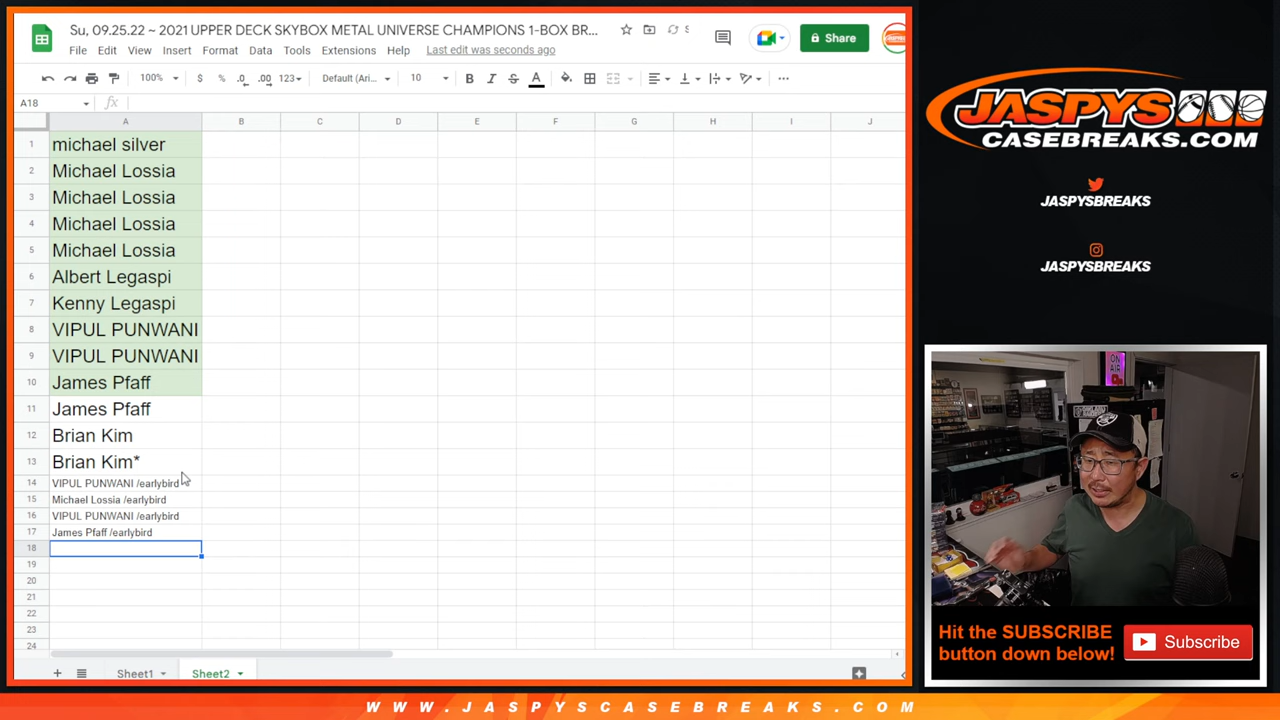 Su, 09.25.22 ~ 2021 UPPER DECK SKYBOX METAL UNIVERSE CHAMPIONS 1-BOX BR...
File Edit View Insert Format Data Tools Extensions Help Last edit was seconds ago
Share
100% $ % .0 .00 123 Default (Ari... 10 B I S A
A18 fx
A B C D E F G H I J
1 michael silver
2 Michael Lossia
3 Michael Lossia
4 Michael Lossia
5 Michael Lossia
6 Albert Legaspi
7 Kenny Legaspi
8 VIPUL PUNWANI
9 VIPUL PUNWANI
10 James Pfaff
11 James Pfaff
12 Brian Kim
13 Brian Kim*
14 VIPUL PUNWANI /earlybird
15 Michael Lossia /earlybird
16 VIPUL PUNWANI /earlybird
17 James Pfaff /earlybird
18
19
20
21
22
23
24
Sheet1 Sheet2
JASPYS
CASEBREAKS.COM
JASPYSBREAKS
JASPYSBREAKS
ON AIR
Hit the SUBSCRIBE
button down below!
Subscribe
WWW.JASPYSCASEBREAKS.COM